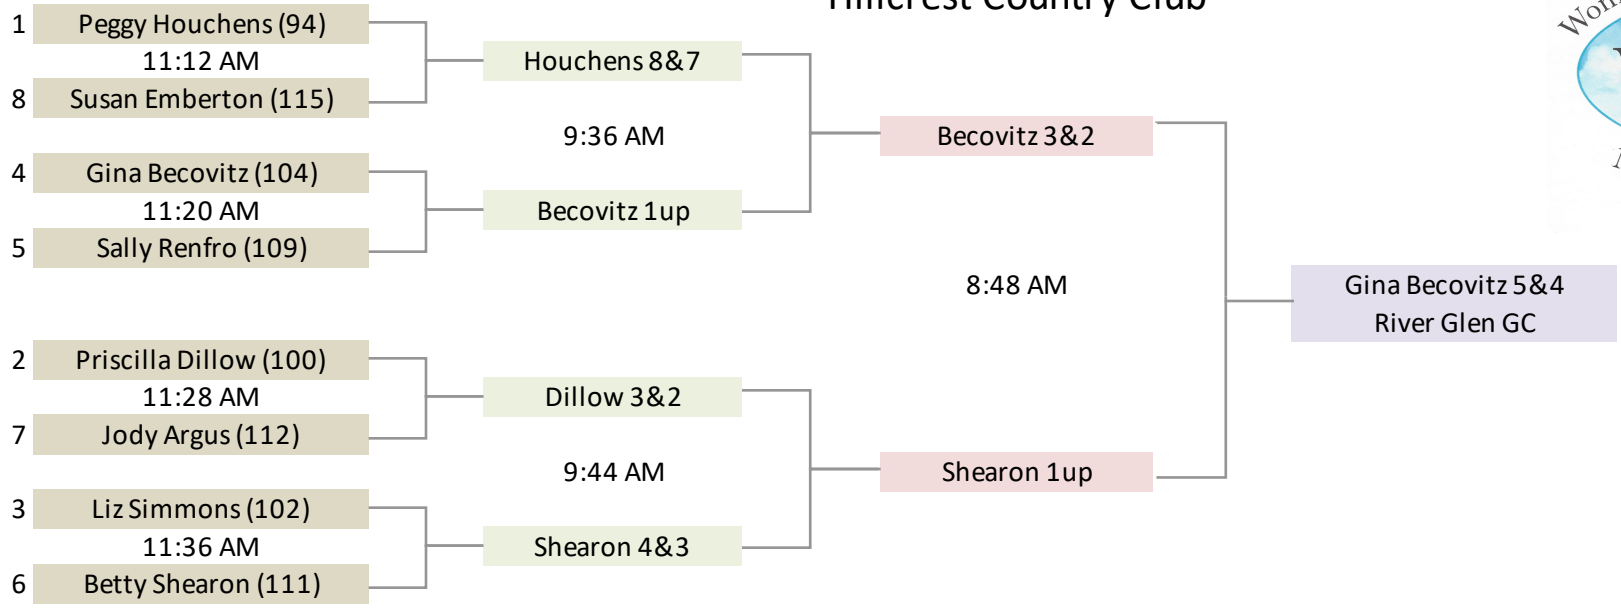 Hillcrest Country Club
1 Peggy Houchens (94)
11:12 AM
8 Susan Emberton (115)
Houchens 8&7
9:36 AM
4 Gina Becovitz (104)
11:20 AM
5 Sally Renfro (109)
Becovitz 1up
Becovitz 3&2
8:48 AM
2 Priscilla Dillow (100)
11:28 AM
7 Jody Argus (112)
Dillow 3&2
9:44 AM
3 Liz Simmons (102)
11:36 AM
6 Betty Shearon (111)
Shearon 4&3
Shearon 1up
Gina Becovitz 5&4
River Glen GC